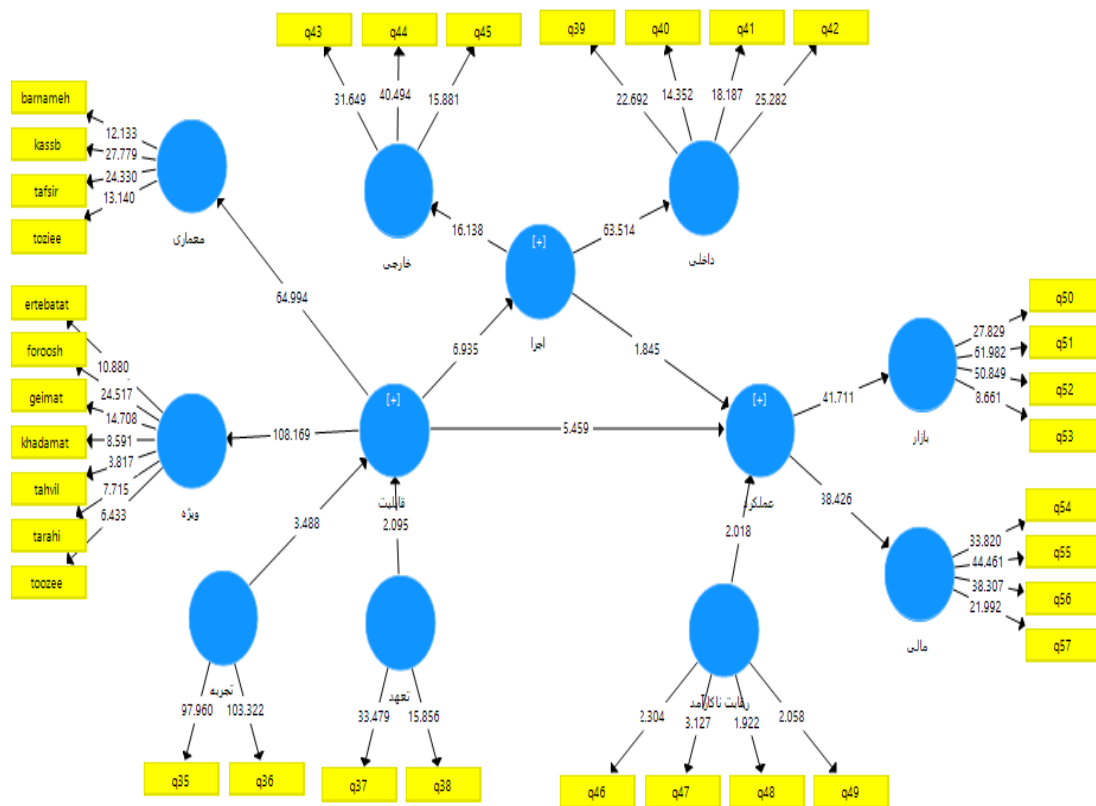 q43
q44
q45
q39
q40
q41
q42
31.649
40.494
15.881
22.692
14.352
18.187
25.282
barnameh
kassb
tafsir
toziee
12.133
27.779
24.330
13.140
معماری
خارجی
داخلی
16.138
63.514
[+]
اجرا
64.994
6.935
1.845
ertebatat
foroosh
geimat
khadamat
tahvil
tarahi
toozee
10.880
24.517
14.708
8.591
3.817
7.715
6.433
ویژه
108.169
[+]
قابلیت
5.459
[+]
عملکرد
41.711
38.426
q50
q51
q52
q53
27.829
61.982
50.849
8.661
بازار
q54
q55
q56
q57
33.820
44.461
38.307
21.992
مالی
3.488
2.095
2.018
تجربه
تعهد
رقابت ناکارآمد
97.960
103.322
33.479
15.856
2.304
3.127
1.922
2.058
q35
q36
q37
q38
q46
q47
q48
q49